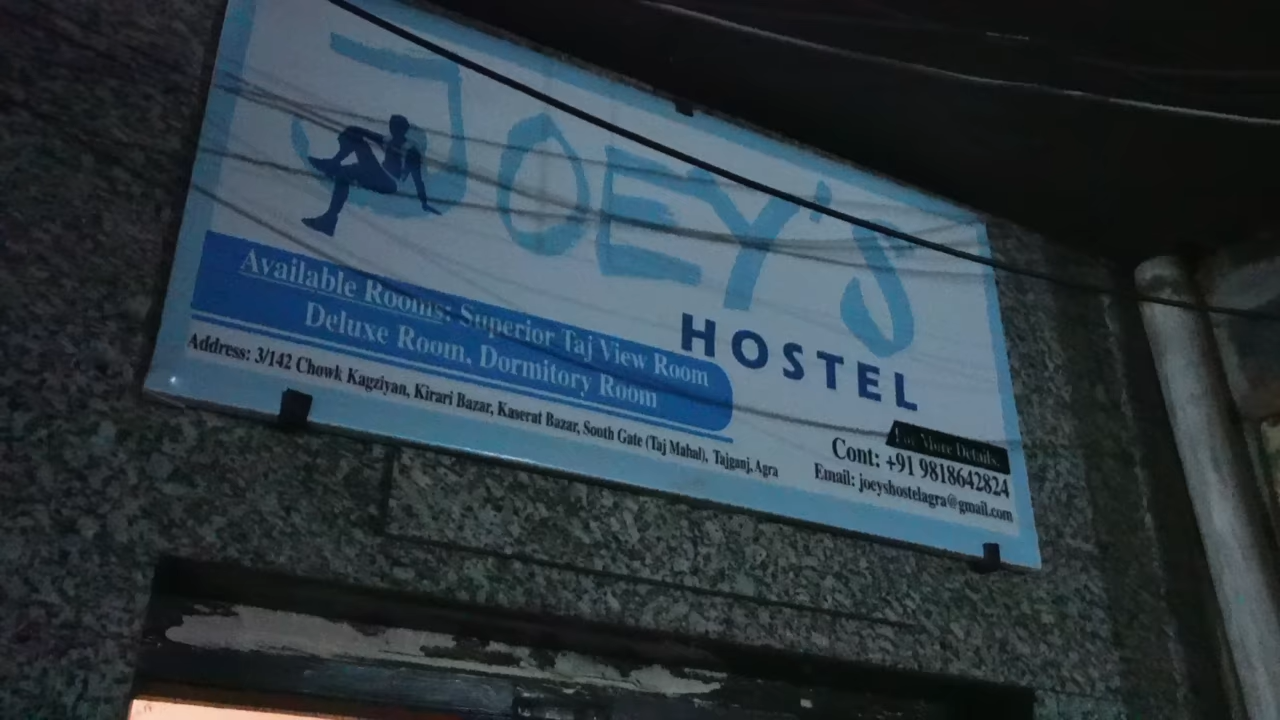 JOEY'S
HOSTEL
Available Rooms: Superior Taj View Room
Deluxe Room, Dormitory Room
Address: 3/142 Chowk Kagziyan, Kirari Bazar, Kaserat Bazar, South Gate (Taj Mahal), Tajganj, Agra
For More Details.
Cont: +91 9818642824
Email: joeyshostelagra@gmail.com